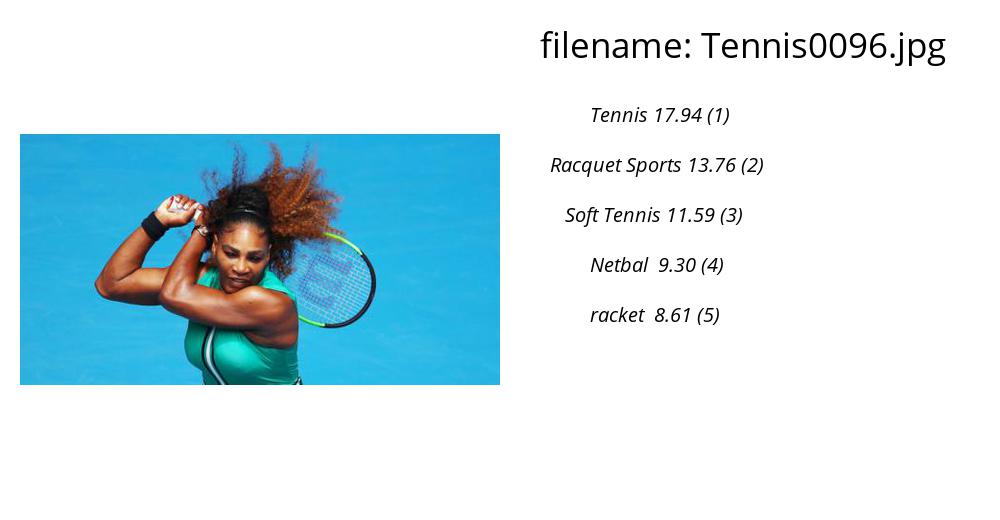 filename: Tennis0096.jpg
Tennis 17.94 (1)
Racquet Sports 13.76 (2)
Soft Tennis 11.59 (3)
Netbal 9.30 (4)
racket 8.61 (5)